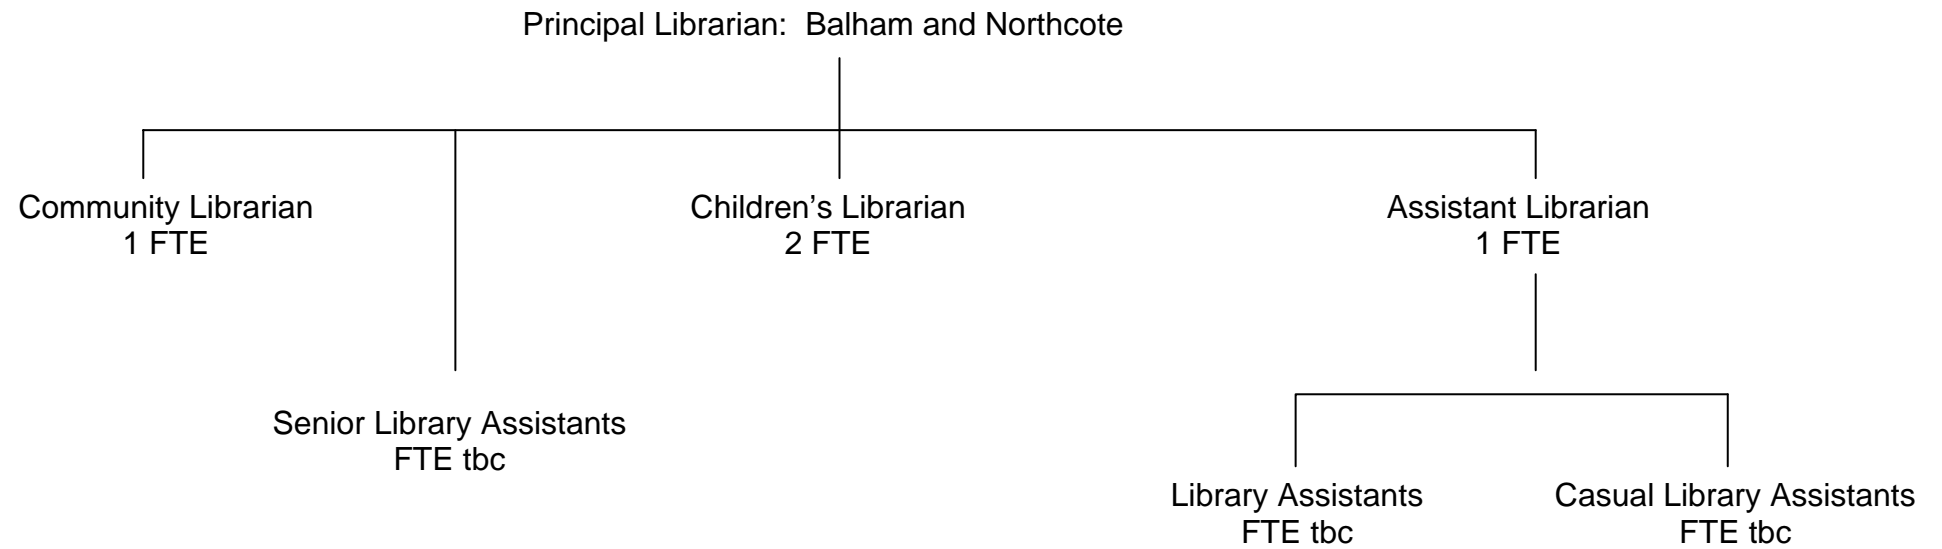 Principal Librarian:  Balham and Northcote
Community Librarian
1 FTE
Children’s Librarian
2 FTE
Assistant Librarian
1 FTE
Senior Library Assistants
FTE tbc
Library Assistants
FTE tbc
Casual Library Assistants
FTE tbc